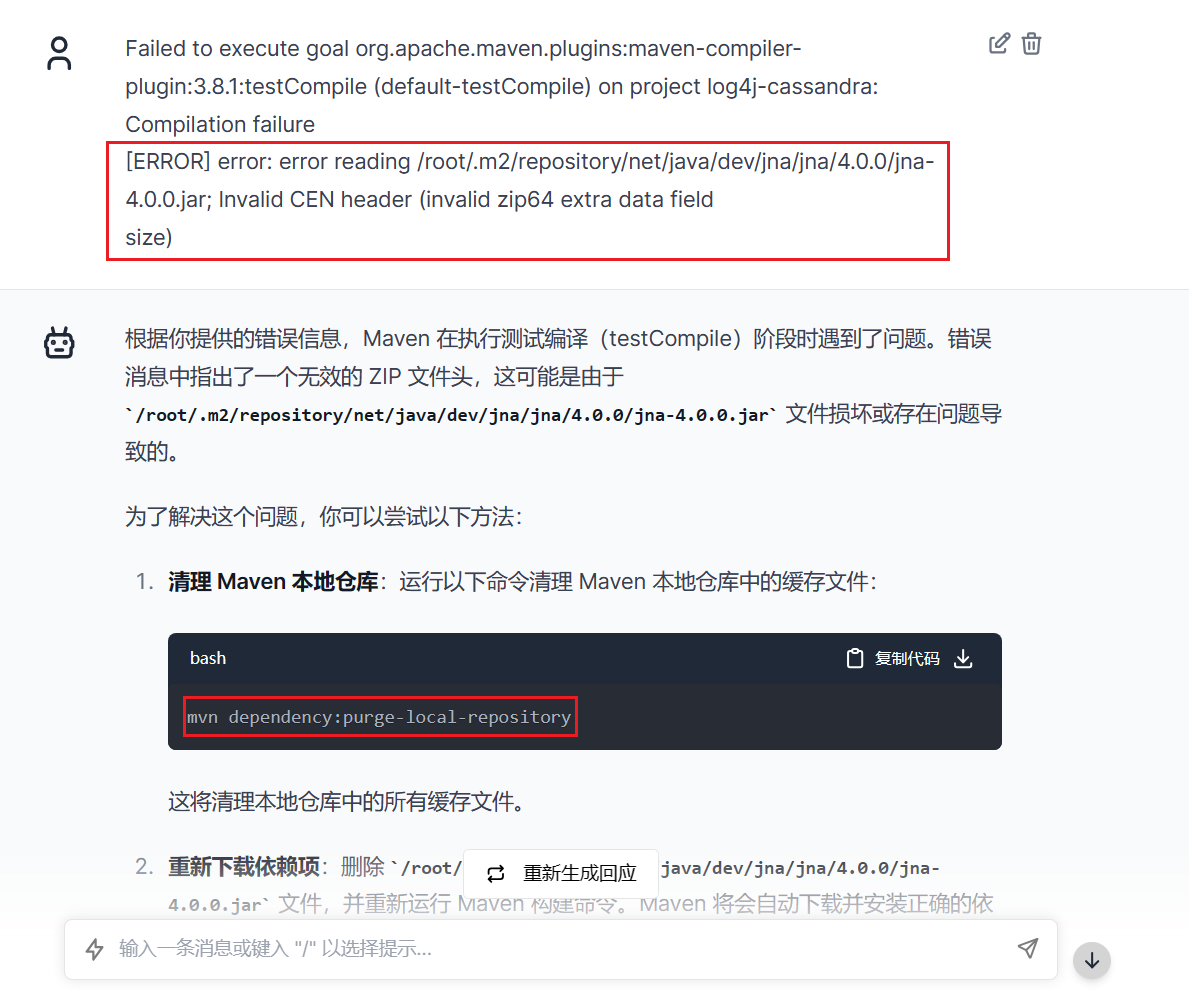 Failed to execute goal org.apache.maven.plugins:maven-compiler-
plugin:3.8.1:testCompile (default-testCompile) on project log4j-cassandra:
Compilation failure
[ERROR] error: error reading /root/.m2/repository/net/java/dev/jna/jna/4.0.0/jna-
4.0.0.jar; Invalid CEN header (invalid zip64 extra data field
size)
根据你提供的错误信息，Maven 在执行测试编译（testCompile）阶段时遇到了问题。错误
消息中指出了一个无效的 ZIP 文件头，这可能是由于
`/root/.m2/repository/net/java/dev/jna/jna/4.0.0/jna-4.0.0.jar` 文件损坏或存在问题导
致的。
为了解决这个问题，你可以尝试以下方法：
1. 清理 Maven 本地仓库：运行以下命令清理 Maven 本地仓库中的缓存文件：
bash 复制代码
mvn dependency:purge-local-repository
这将清理本地仓库中的所有缓存文件。
2. 重新下载依赖项：删除 `/root/ java/dev/jna/jna/4.0.0/jna-
重新生成回应
4.0.0.jar` 文件，并重新运行 Maven 构建命令。Maven 将会自动下载并安装正确的依
输入一条消息或键入 "/" 以选择提示...